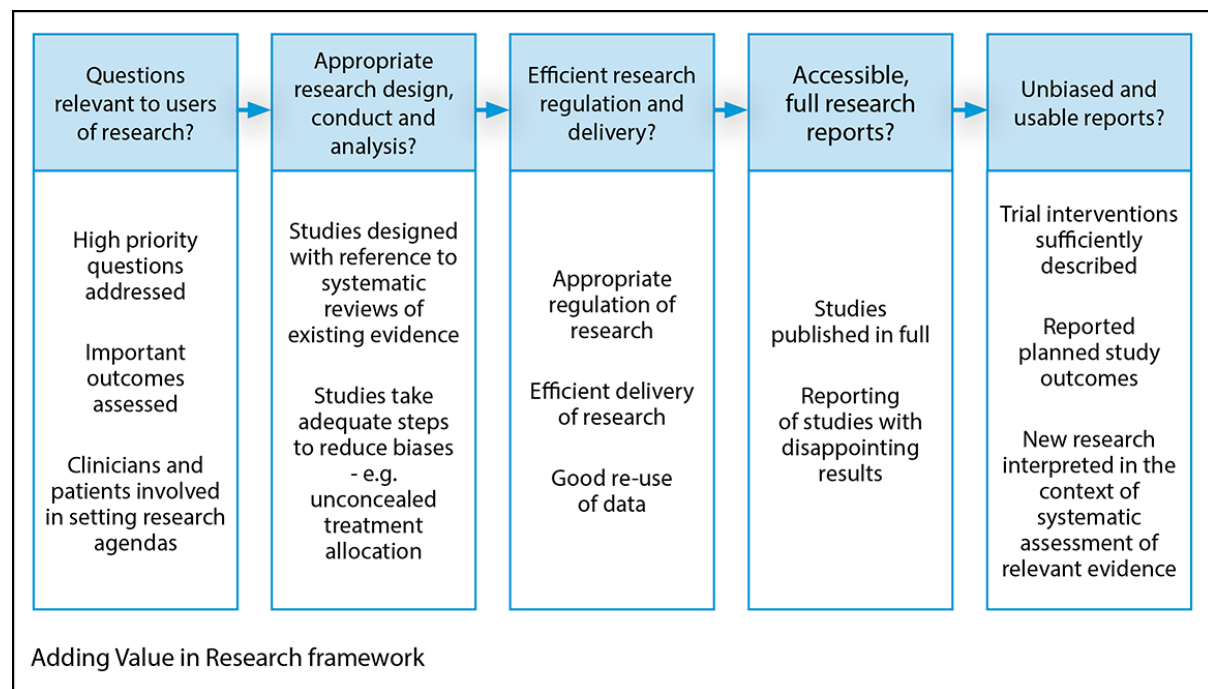 Questions
relevant to users
of research?
High priority
questions
addressed
Important
outcomes
assessed
Clinicians and
patients involved
in setting research
agendas
Appropriate
research design,
conduct and
analysis?
Studies designed
with reference to
systematic
reviews of
existing evidence
Studies take
adequate steps
to reduce biases
- e.g.
unconcealed
treatment
allocation
Efficient research
regulation and
delivery?
Appropriate
regulation of
research
Efficient delivery
of research
Good re-use
of data
Accessible,
full research
reports?
Studies
published in full
Reporting
of studies with
disappointing
results
Unbiased and
usable reports?
Trial interventions
sufficiently
described
Reported
planned study
outcomes
New research
interpreted in the
context of
systematic
assessment of
relevant evidence
Adding Value in Research framework